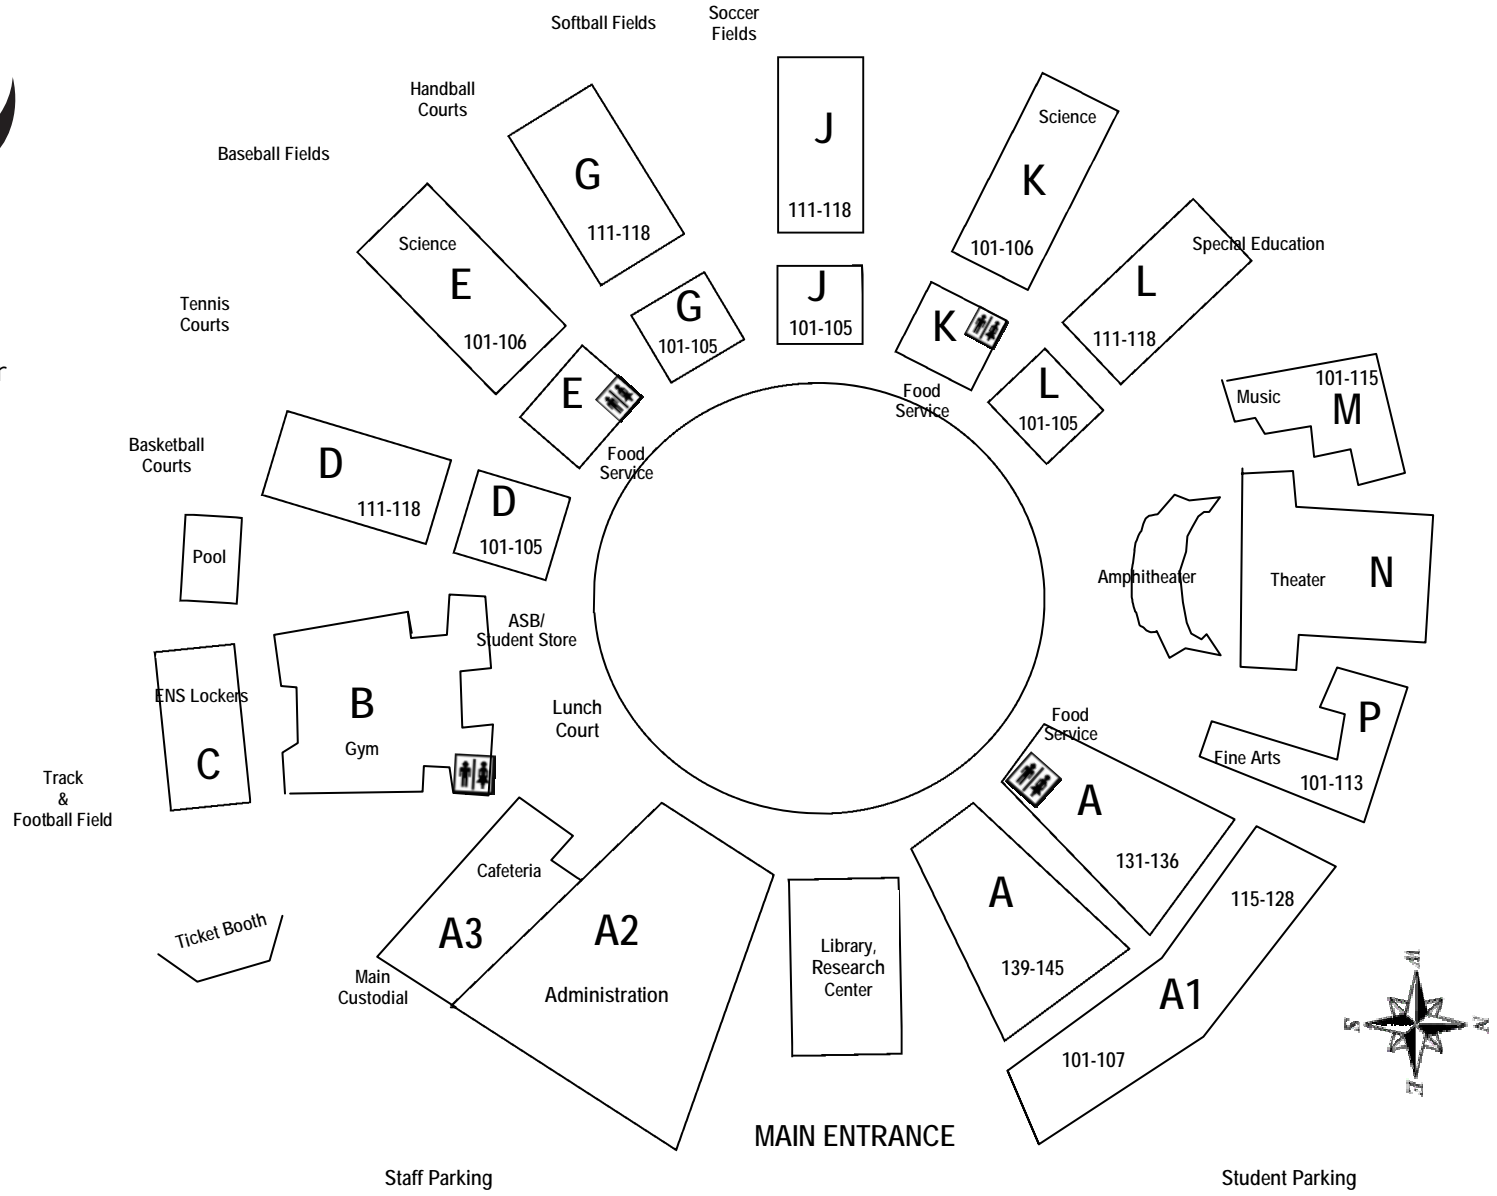 Softball Fields
Soccer
Fields
Handball
Courts
Baseball Fields
J
111-118
Science
K
101-106
G
111-118
Science
E
101-106
Special Education
L
111-118
Tennis
Courts
r
G
101-105
J
101-105
K
E
Food
Service
L
101-105
101-115
Music
M
Basketball
Courts
D
111-118
Food
Service
D
101-105
Pool
Amphitheater
Theater
N
ASB/
Student Store
ENS Lockers
C
B
Gym
Lunch
Court
Food
Service
P
Fine Arts
101-113
Track
&
Football Field
A
131-136
Cafeteria
A3
A2
Administration
A
139-145
115-128
Ticket Booth
Main
Custodial
Library,
Research
Center
A1
101-107
W
S
N
E
MAIN ENTRANCE
Staff Parking
Student Parking